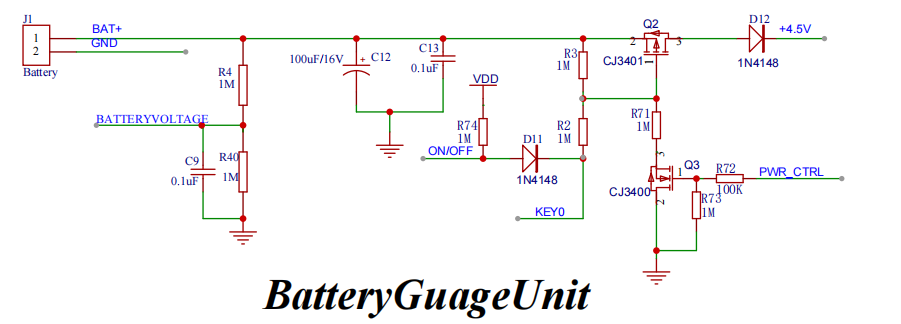 J1
BAT+
1
GND
2
Battery
R4
1M
BATTERYVOLTAGE
C9
0.1uF
R40
1M
100uF/16V
+
C12
C13
0.1uF
VDD
R74
1M
ON/OFF
D11
1N4148
KEY0
R3
1M
R2
1M
Q2
2
3
1
CJ3401
D12
+4.5V
1N4148
R71
1M
3
Q3
1
2
CJ3400
R72
100K
PWR_CTRL
R73
1M
BatteryGuageUnit